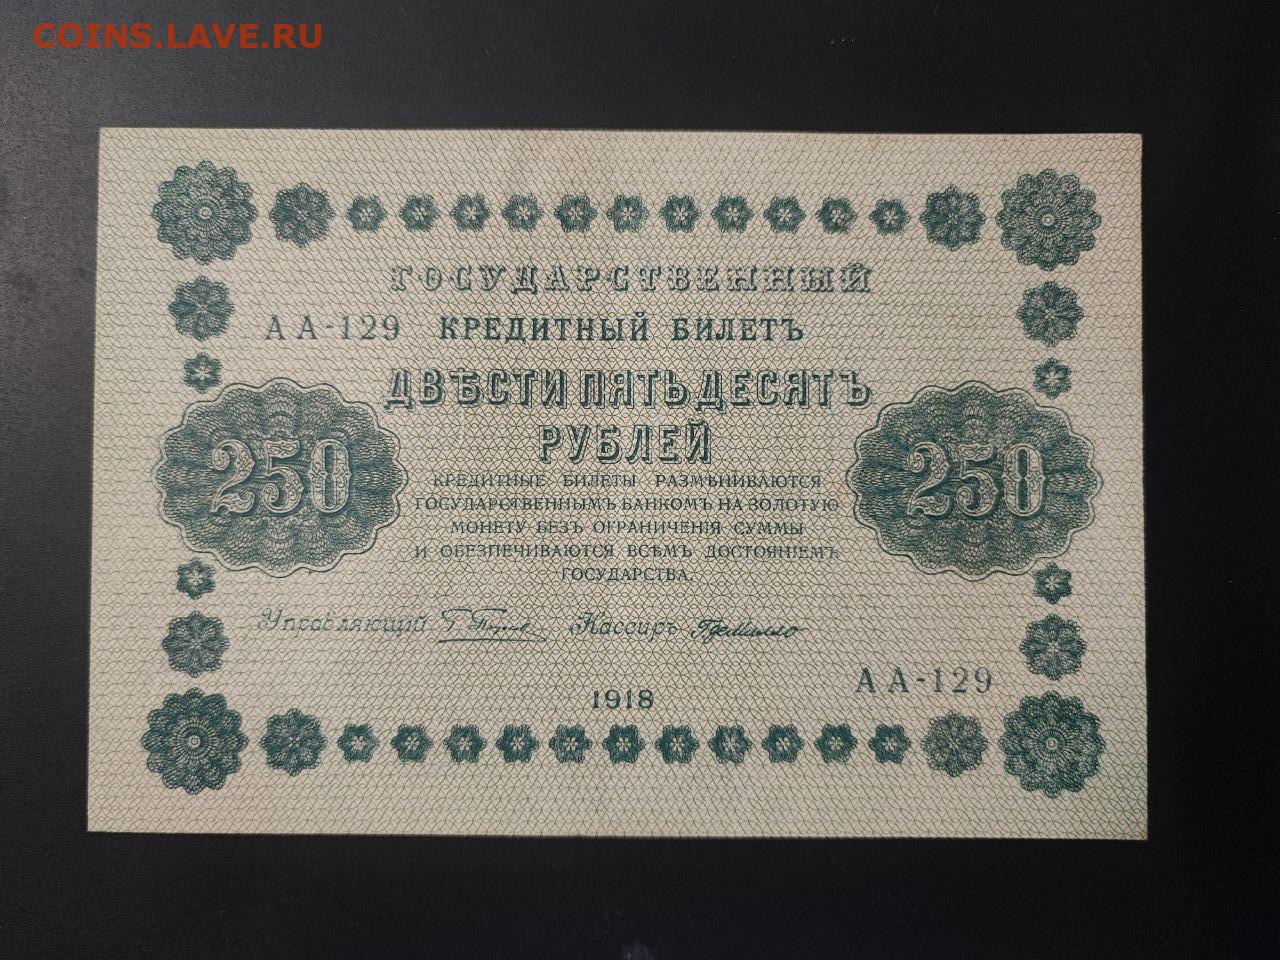 COINS.LAVE.RU
ГОСУДАРСТВЕННЫЙ
АА-129 КРЕДИТНЫЙ БИЛЕТЪ
ДВѢСТИ ПЯТЬДЕСЯТЪ
РУБЛЕЙ
250 250
КРЕДИТНЫЕ БИЛЕТЫ РАЗМѢНИВАЮТСЯ
ГОСУДАРСТВЕННЫМЪ БАНКОМЪ НА ЗОЛОТУЮ
МОНЕТУ БЕЗЪ ОГРАНИЧЕНІЯ СУММЫ
И ОБЕЗПЕЧИВАЮТСЯ ВСѢМЪ ДОСТОЯНІЕМЪ
ГОСУДАРСТВА.
Управляющій Кассиръ
АА-129
1918